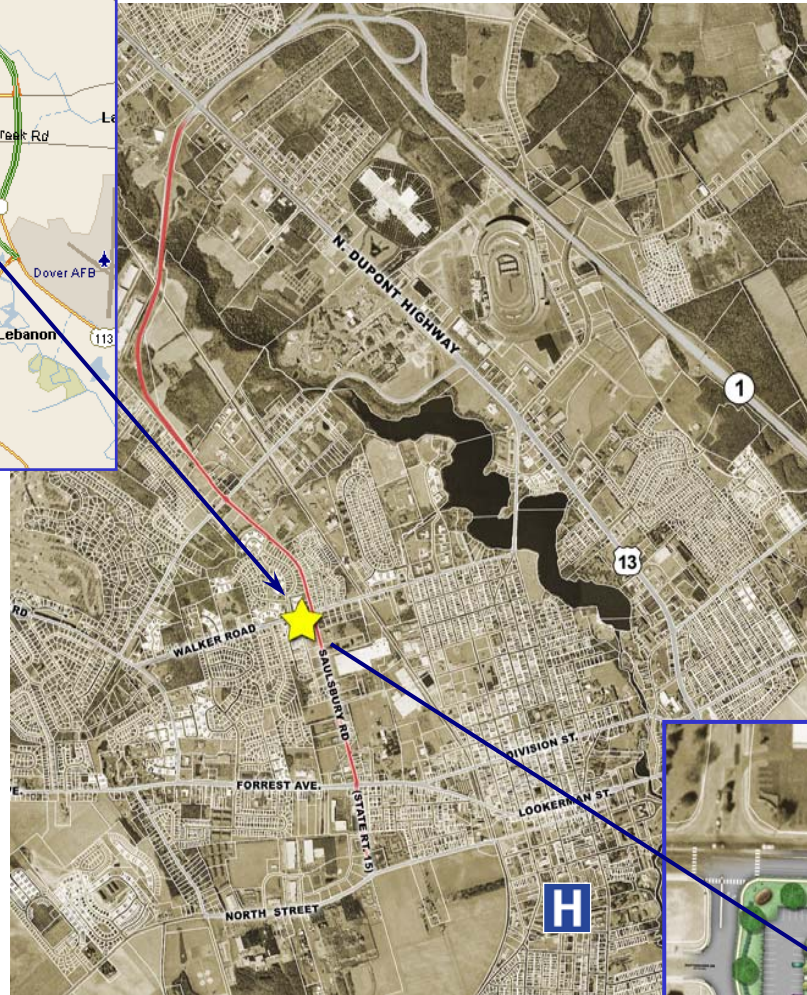 Dover AFB
Lebanon
113
N. DUPONT HIGHWAY
1
13
RD
WALKER ROAD
SAULSBURY RD
(STATE RT. 15)
DIVISION ST.
FORREST AVE.
LOOKERMAN ST.
NORTH STREET
H